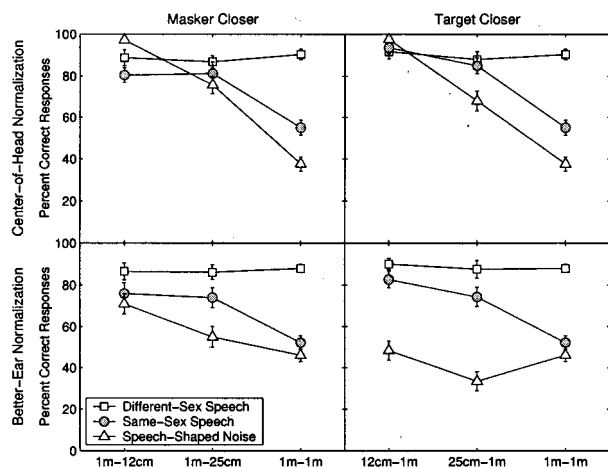 Masker Closer
Target Closer
Center-of-Head Normalization
Percent Correct Responses
100
80
60
40
20
Better-Ear Normalization
Percent Correct Responses
100
80
60
40
20
0
Different-Sex Speech
Same-Sex Speech
Speech-Shaped Noise
1m-12cm
1m-25cm
1m-1m
12cm-1m
25cm-1m
1m-1m